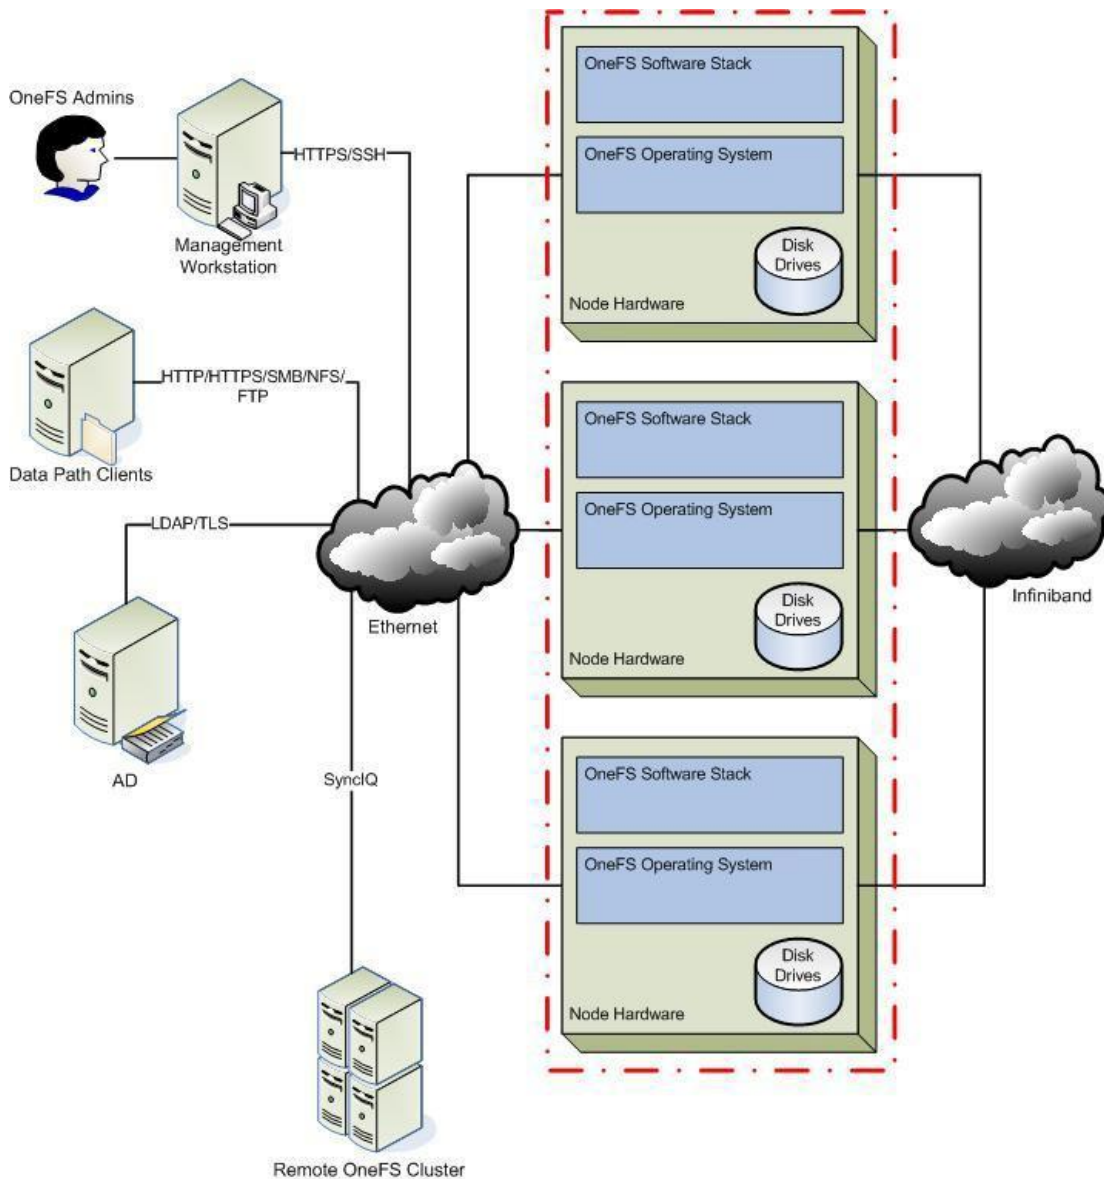 OneFS Admins
HTTPS/SSH
Management
Workstation
HTTP/HTTPS/SMB/NFS/
FTP
Data Path Clients
LDAP/TLS
AD
Ethernet
SyncIQ
Remote OneFS Cluster
OneFS Software Stack
OneFS Operating System
Disk
Drives
Node Hardware
OneFS Software Stack
OneFS Operating System
Disk
Drives
Node Hardware
OneFS Software Stack
OneFS Operating System
Disk
Drives
Node Hardware
Infiniband